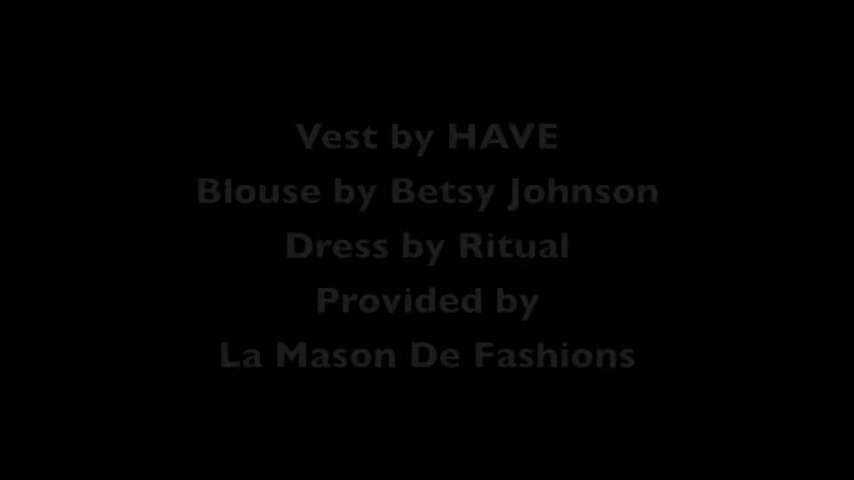 Vest by HAVE
Blouse by Betsy Johnson
Dress by Ritual
Provided by
La Mason De Fashions